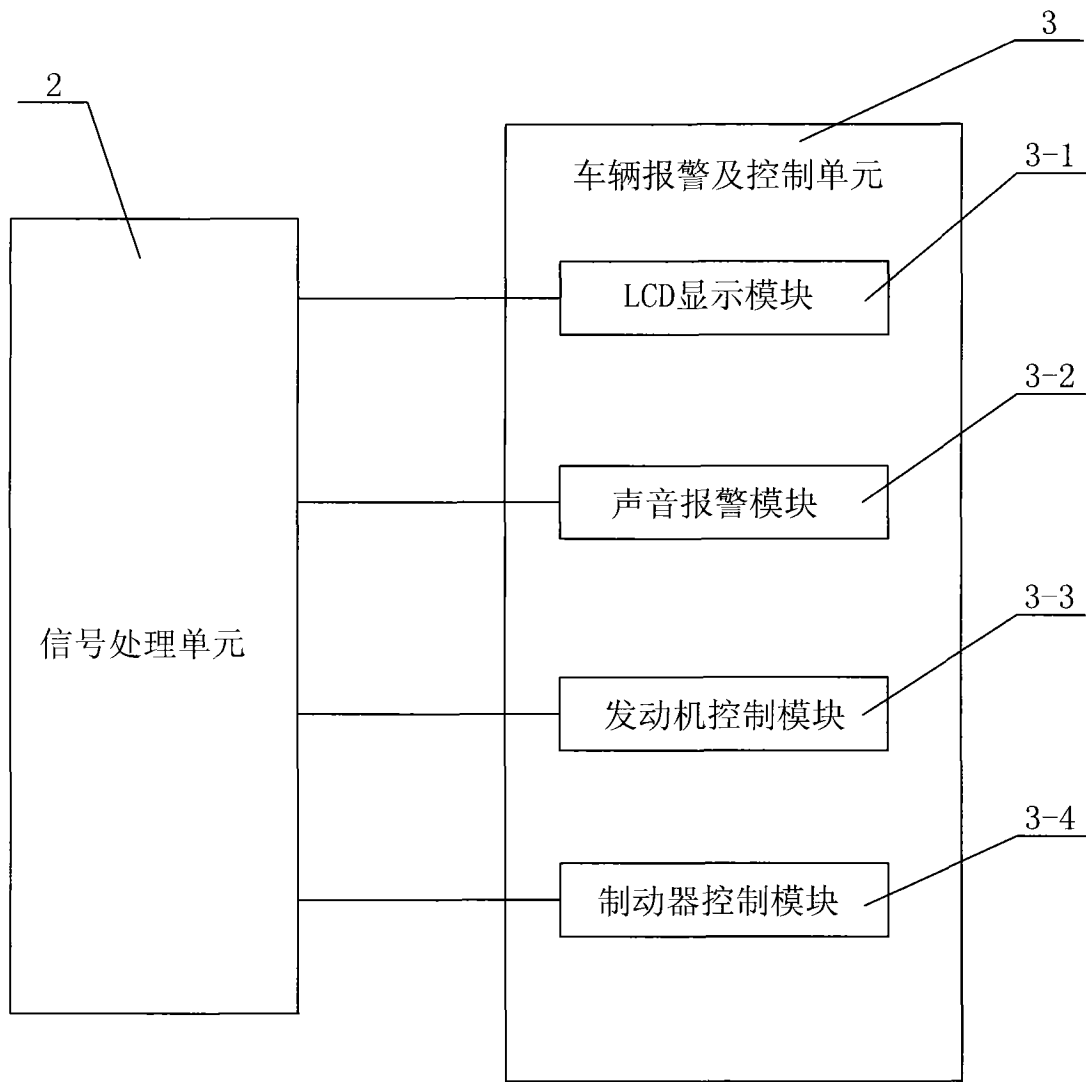 3
2
车辆报警及控制单元
3-1
LCD显示模块
3-2
声音报警模块
3-3
信号处理单元
发动机控制模块
3-4
制动器控制模块